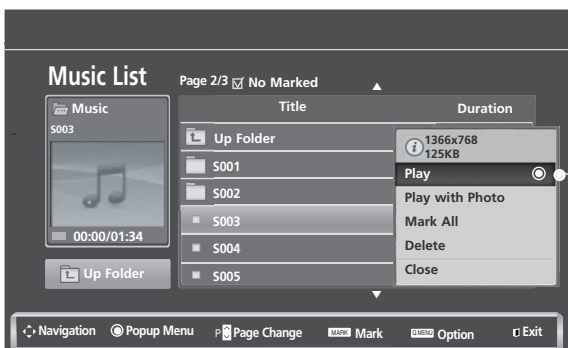 Music List
Page 2/3 No Marked
Music
S003
00:00/01:34
Up Folder
Title Duration
Up Folder
S001
S002
S003
S004
S005
1366x768
125KB
Play
Play with Photo
Mark All
Delete
Close
Navigation Popup Menu P Page Change MARK Mark Q.MENU Option Exit